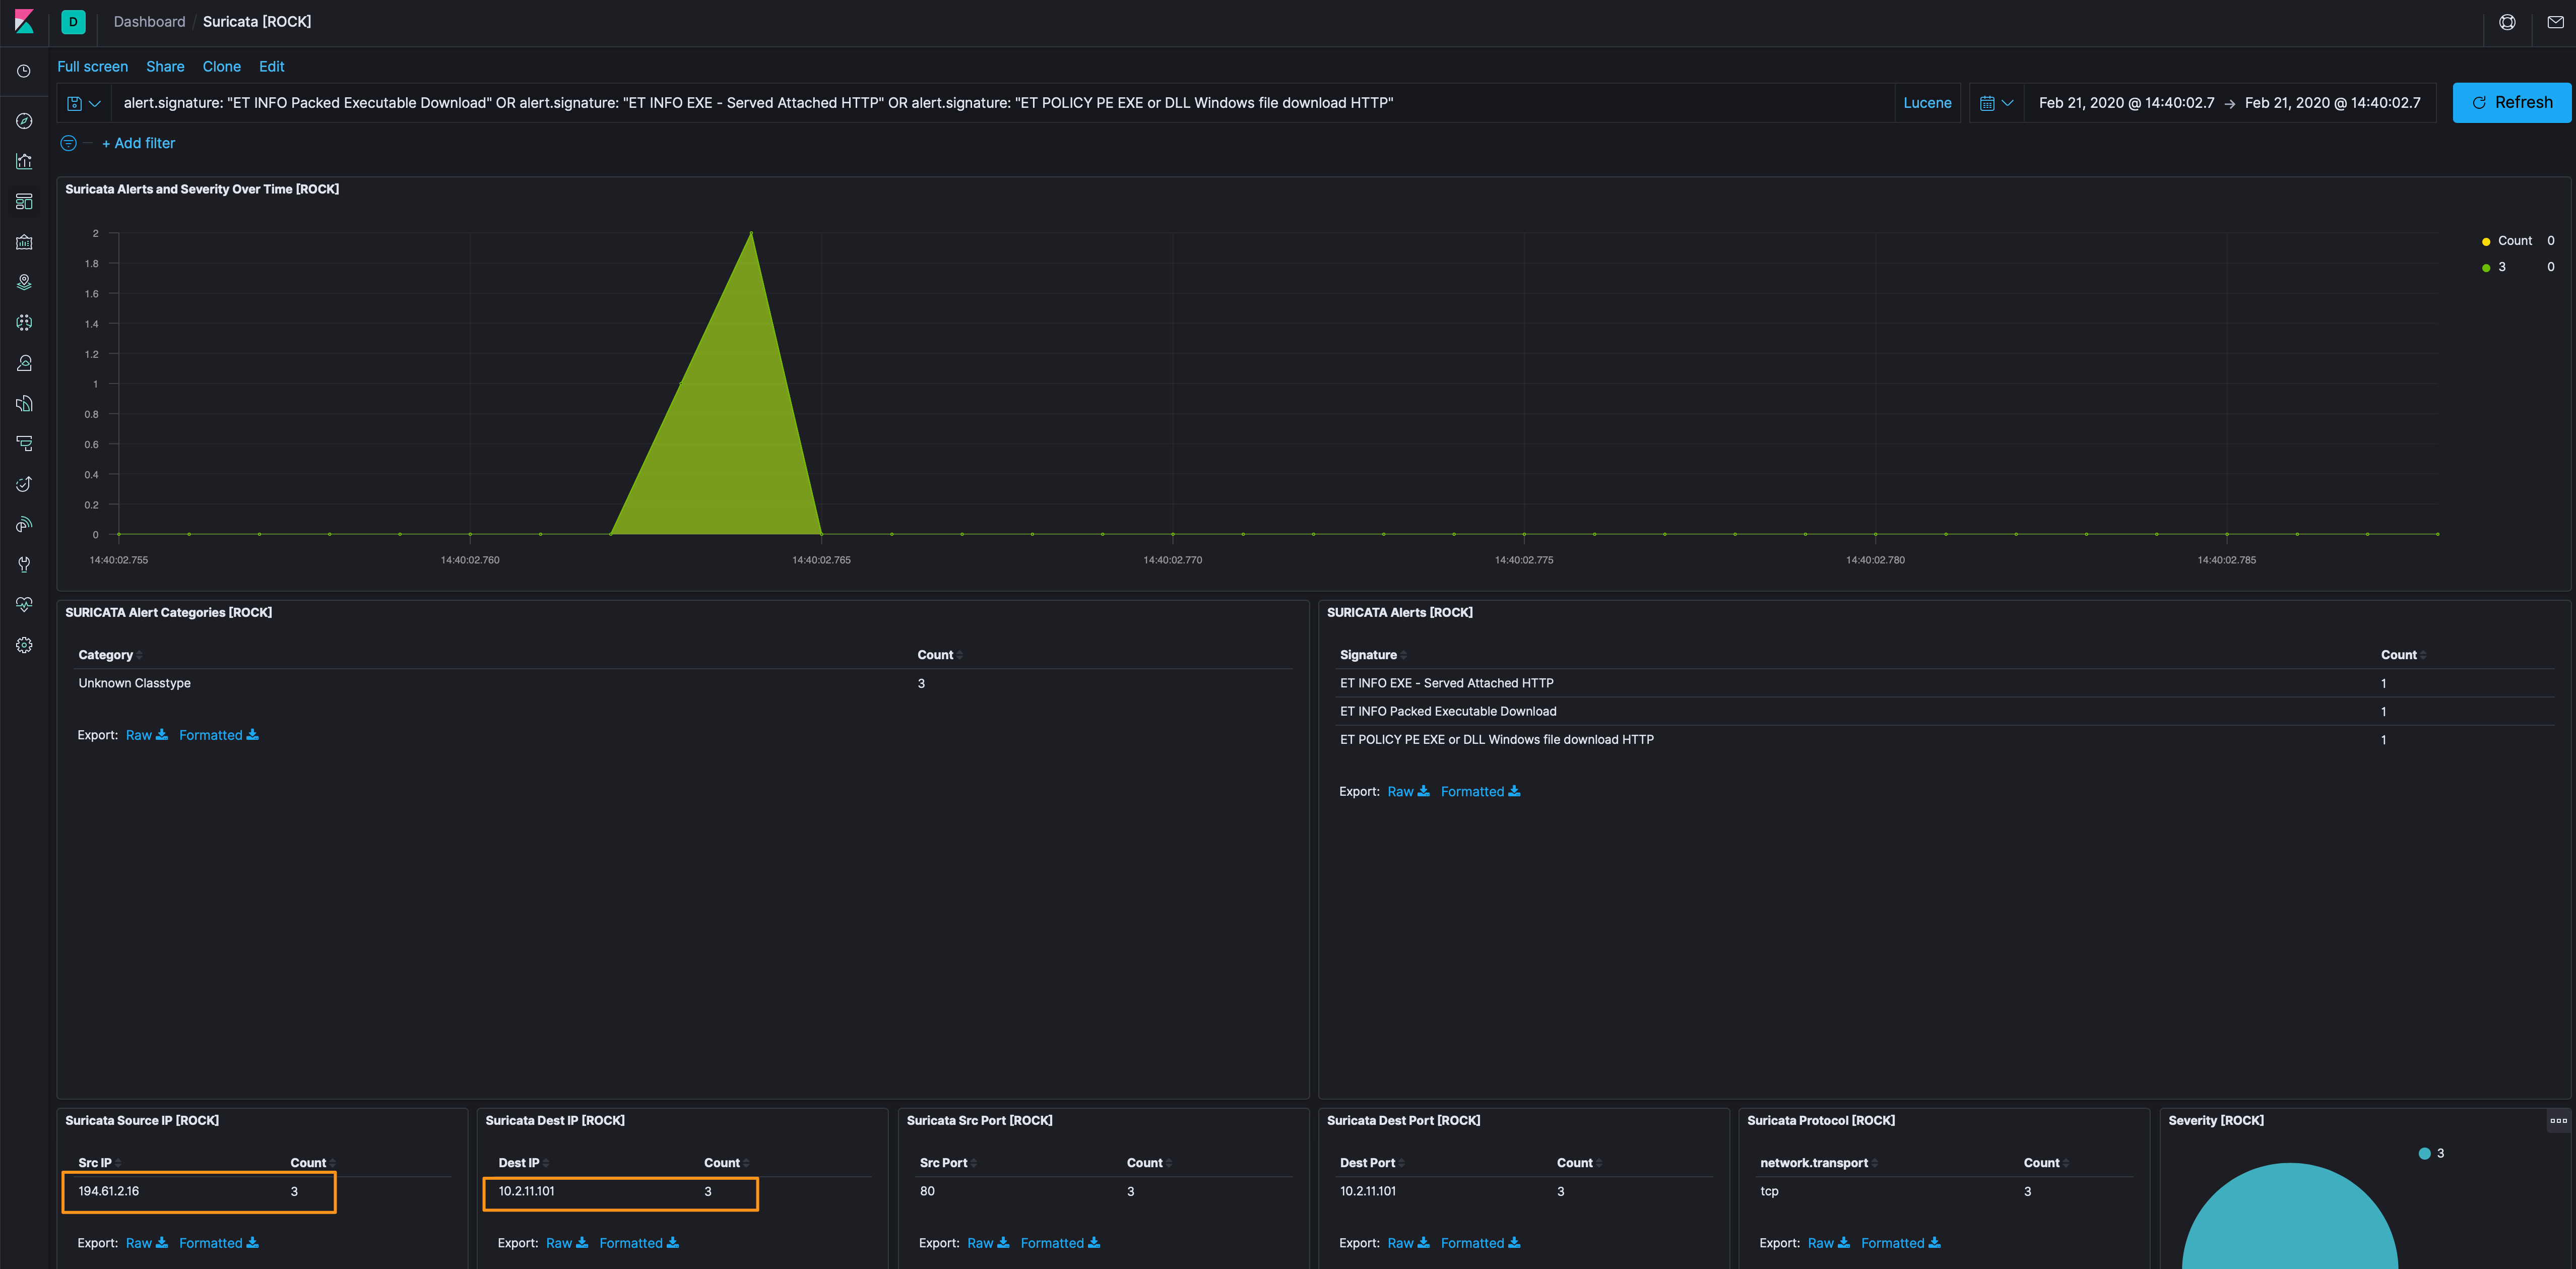 D Dashboard / Suricata [ROCK]
Full screen Share Clone Edit
alert.signature: "ET INFO Packed Executable Download" OR alert.signature: "ET INFO EXE - Served Attached HTTP" OR alert.signature: "ET POLICY PE EXE or DLL Windows file download HTTP" Lucene Feb 21, 2020 @ 14:40:02.7 → Feb 21, 2020 @ 14:40:02.7 Refresh
+ Add filter
Suricata Alerts and Severity Over Time [ROCK]
2
1.8
1.6
1.4
1.2
1
0.8
0.6
0.4
0.2
0
14:40:02.755 14:40:02.760 14:40:02.765 14:40:02.770 14:40:02.775 14:40:02.780 14:40:02.785
Count 0
3 0
SURICATA Alert Categories [ROCK]
Category Count
Unknown Classtype 3
Export: Raw Formatted
SURICATA Alerts [ROCK]
Signature Count
ET INFO EXE - Served Attached HTTP 1
ET INFO Packed Executable Download 1
ET POLICY PE EXE or DLL Windows file download HTTP 1
Export: Raw Formatted
Suricata Source IP [ROCK]
Src IP Count
194.61.2.16 3
Export: Raw Formatted
Suricata Dest IP [ROCK]
Dest IP Count
10.2.11.101 3
Export: Raw Formatted
Suricata Src Port [ROCK]
Src Port Count
80 3
Export: Raw Formatted
Suricata Dest Port [ROCK]
Dest Port Count
10.2.11.101 3
Export: Raw Formatted
Suricata Protocol [ROCK]
network.transport Count
tcp 3
Export: Raw Formatted
Severity [ROCK]
3